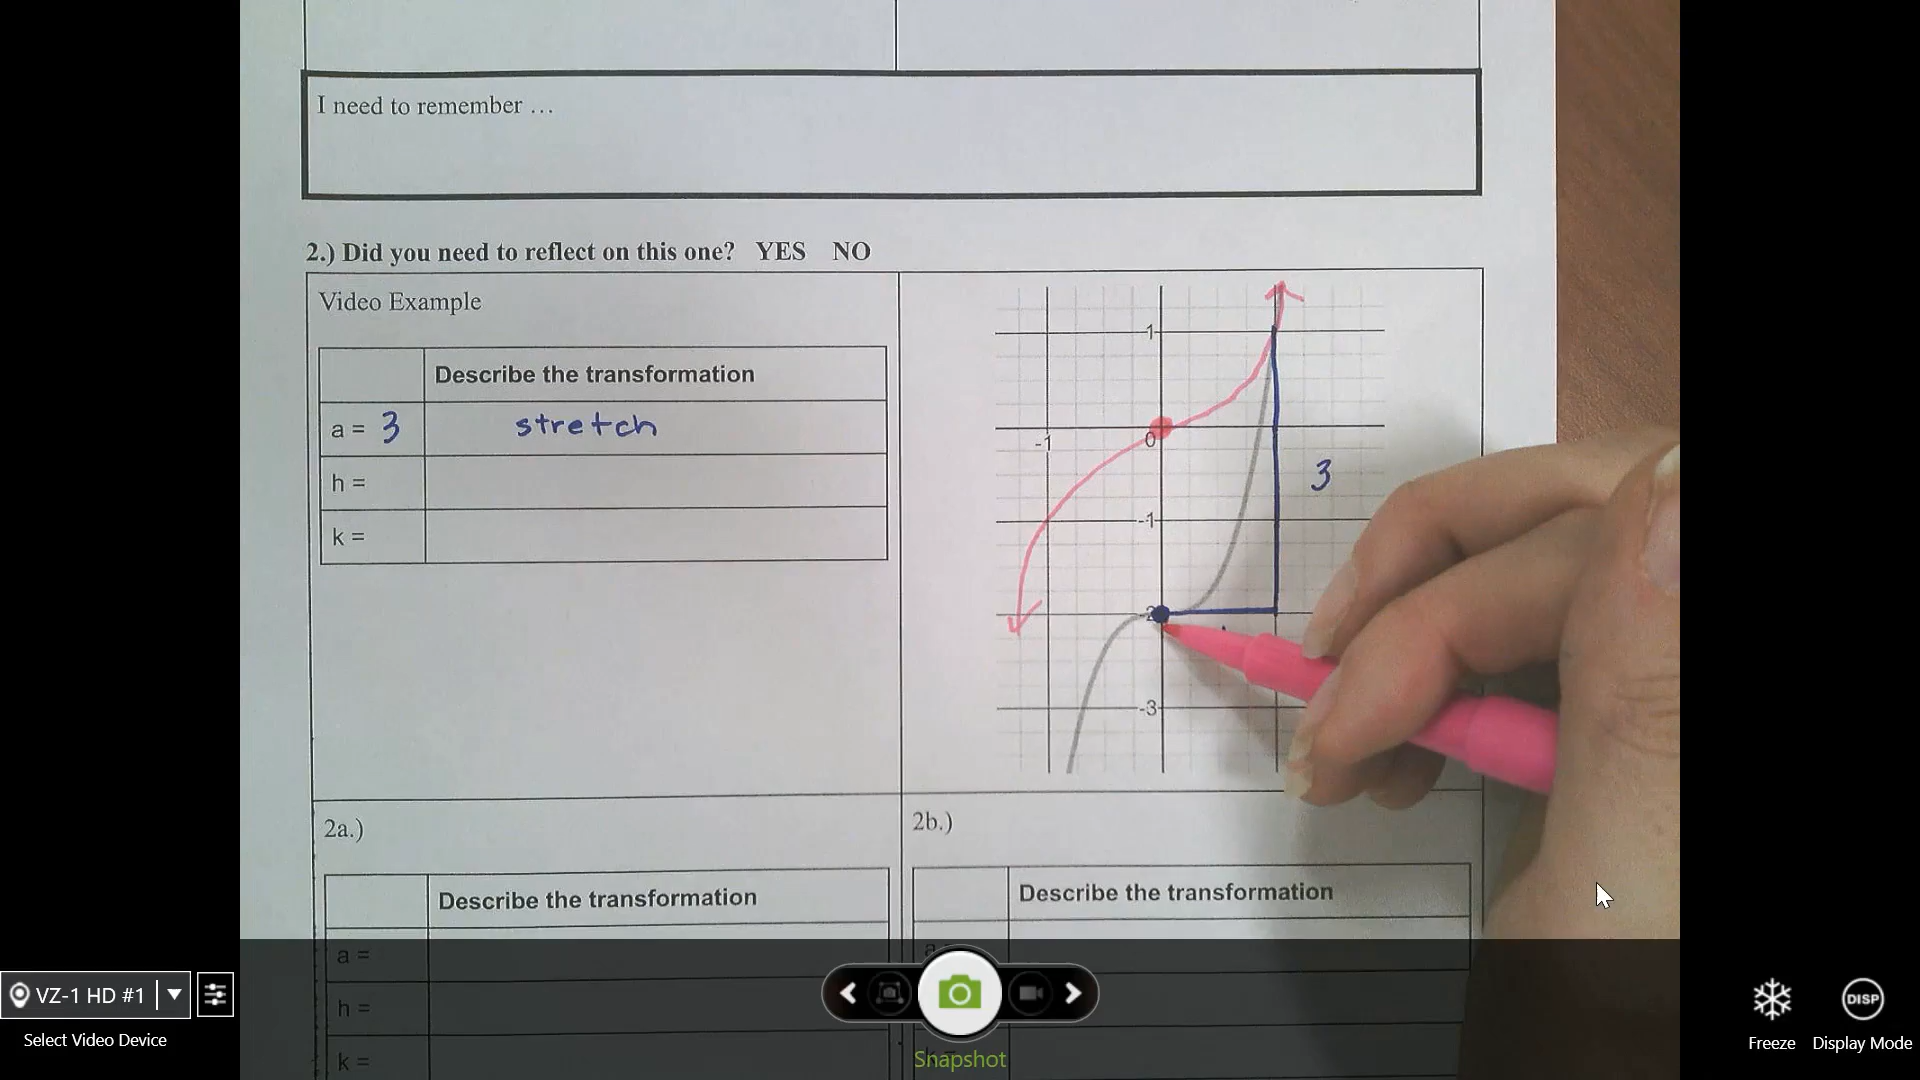 I need to remember …
2.) Did you need to reflect on this one? YES NO
Video Example
Describe the transformation
a = 3 stretch
h =
k =
1
-1 0
3
-1
-2
-3
2a.)
Describe the transformation
a =
h =
k =
2b.)
Describe the transformation
a =
k =
VZ-1 HD #1
Select Video Device
Snapshot
Freeze
DISP
Display Mode